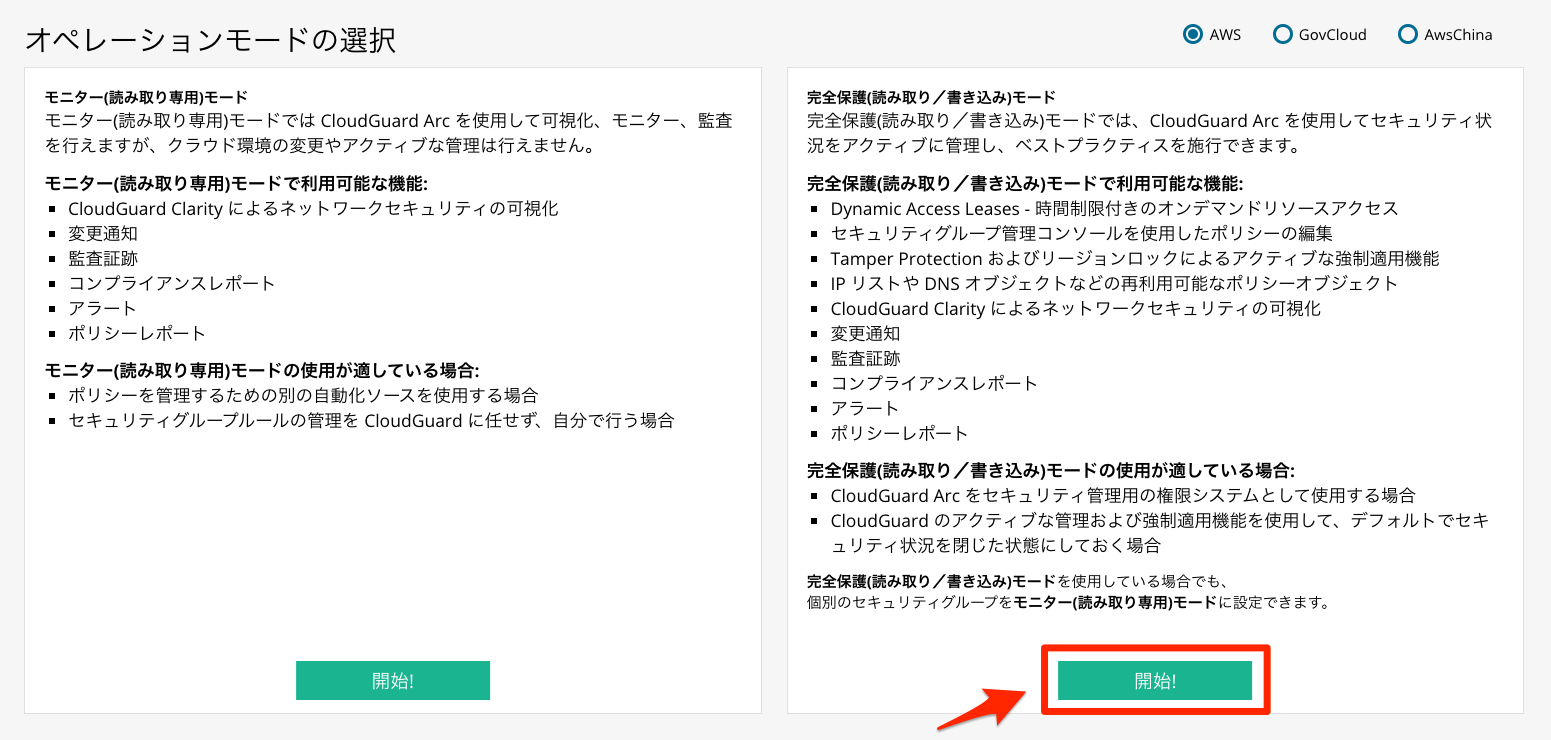 オペレーションモードの選択
AWS
GovCloud
AwsChina
モニター(読み取り専用)モード
モニター(読み取り専用)モードでは CloudGuard Arc を使用して可視化、モニター、監査
を行えますが、クラウド環境の変更やアクティブな管理は行えません。
モニター(読み取り専用)モードで利用可能な機能:
CloudGuard Clarity によるネットワークセキュリティの可視化
変更通知
監査証跡
コンプライアンスレポート
アラート
ポリシーレポート
モニター(読み取り専用)モードの使用が適している場合:
ポリシーを管理するための別の自動化ソースを使用する場合
セキュリティグループルールの管理を CloudGuard に任せず、自分で行う場合
開始!
完全保護(読み取り／書き込み)モード
完全保護(読み取り／書き込み)モードでは、CloudGuard Arc を使用してセキュリティ状
況をアクティブに管理し、ベストプラクティスを施行できます。
完全保護(読み取り／書き込み)モードで利用可能な機能:
Dynamic Access Leases - 時間制限付きのオンデマンドリソースアクセス
セキュリティグループ管理コンソールを使用したポリシーの編集
Tamper Protection およびリージョンロックによるアクティブな強制適用機能
IP リストや DNS オブジェクトなどの再利用可能なポリシーオブジェクト
CloudGuard Clarity によるネットワークセキュリティの可視化
変更通知
監査証跡
コンプライアンスレポート
アラート
ポリシーレポート
完全保護(読み取り／書き込み)モードの使用が適している場合:
CloudGuard Arc をセキュリティ管理用の権限システムとして使用する場合
CloudGuard のアクティブな管理および強制適用機能を使用して、デフォルトでセキ
ュリティ状況を閉じた状態にしておく場合
完全保護(読み取り／書き込み)モードを使用している場合でも、
個別のセキュリティグループをモニター(読み取り専用)モードに設定できます。
開始!